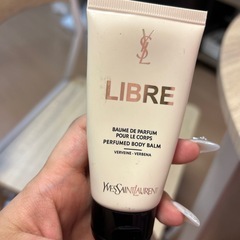 YSL
LIBRE
BAUME DE PARFUM
POUR LE CORPS
PERFUMED BODY BALM
VERVEINE - VERBENA
YVESSAINTLAURENT